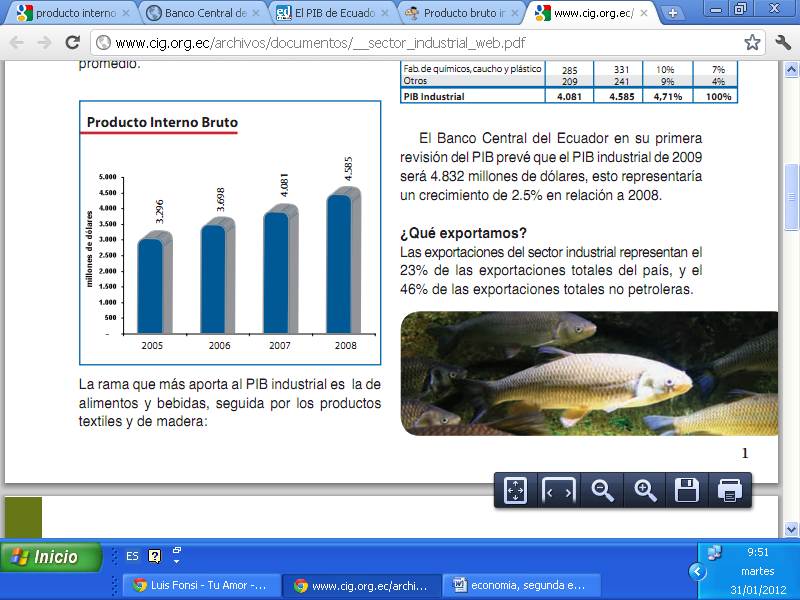 producto intern
Banco Central de
El PIB de Ecuado
Producto bruto in
www.cig.org.ec/
www.cig.org.ec/archivos/documentos/__sector_industrial_web.pdf
promedio.
Producto Interno Bruto
millones de dólares
5.000
4.500
4.000
3.500
3.000
2.500
2.000
1.500
1.000
500
-
3.296
3.698
4.081
4.585
2005 2006 2007 2008
La rama que más aporta al PIB industrial es la de
alimentos y bebidas, seguida por los productos
textiles y de madera:
Fab. de químicos, caucho y plástico 285 331 10% 7%
Otros 209 241 9% 4%
PIB Industrial 4.081 4.585 4,71% 100%
El Banco Central del Ecuador en su primera
revisión del PIB prevé que el PIB industrial de 2009
será 4.832 millones de dólares, esto representaría
un crecimiento de 2.5% en relación a 2008.
¿Qué exportamos?
Las exportaciones del sector industrial representan el
23% de las exportaciones totales del país, y el
46% de las exportaciones totales no petroleras.
1
Inicio
ES
Luis Fonsi - Tu Amor -...
www.cig.org.ec/archi...
economia, segunda e...
9:51
martes
31/01/2012